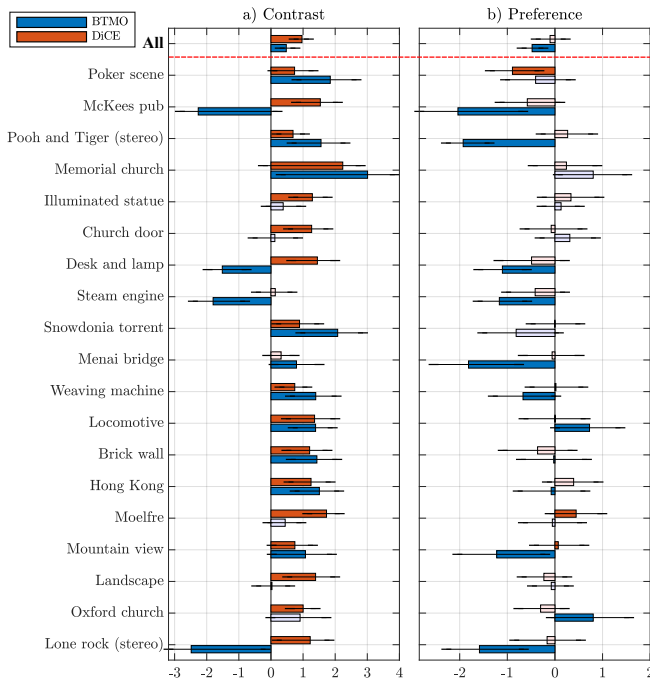 BTMO
DiCE
a) Contrast
b) Preference
All
Poker scene
McKees pub
Pooh and Tiger (stereo)
Memorial church
Illuminated statue
Church door
Desk and lamp
Steam engine
Snowdonia torrent
Menai bridge
Weaving machine
Locomotive
Brick wall
Hong Kong
Moelfre
Mountain view
Landscape
Oxford church
Lone rock (stereo)
-3 -2 -1 0 1 2 3 4
-2 -1 0 1 2